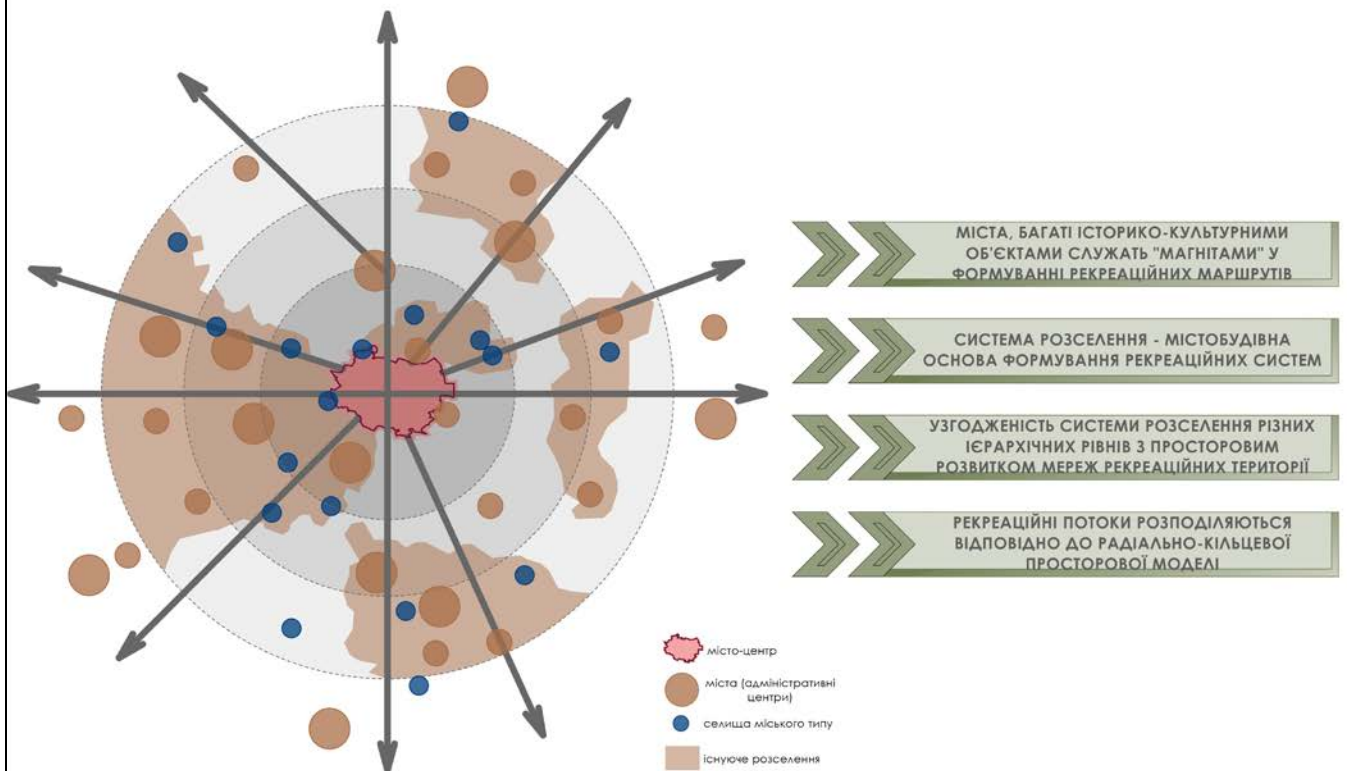 МІСТА, БАГАТІ ІСТОРИКО-КУЛЬТУРНИМИ
ОБ'ЄКТАМИ СЛУЖАТЬ "МАГНІТАМИ" У
ФОРМУВАННІ РЕКРЕАЦІЙНИХ МАРШРУТІВ
СИСТЕМА РОЗСЕЛЕННЯ - МІСТОБУДІВНА
ОСНОВА ФОРМУВАННЯ РЕКРЕАЦІЙНИХ СИСТЕМ
УЗГОДЖЕНІСТЬ СИСТЕМИ РОЗСЕЛЕННЯ РІЗНИХ
ІЄРАРХІЧНИХ РІВНІВ З ПРОСТОРОВИМ
РОЗВИТКОМ МЕРЕЖ РЕКРЕАЦІЙНИХ ТЕРИТОРІЇ
РЕКРЕАЦІЙНІ ПОТОКИ РОЗПОДІЛЯЮТЬСЯ
ВІДПОВІДНО ДО РАДІАЛЬНО-КІЛЬЦЕВОЇ
ПРОСТОРОВОЇ МОДЕЛІ
місто-центр
міста (адміністративні
центри)
селища міського типу
існуюче розселення